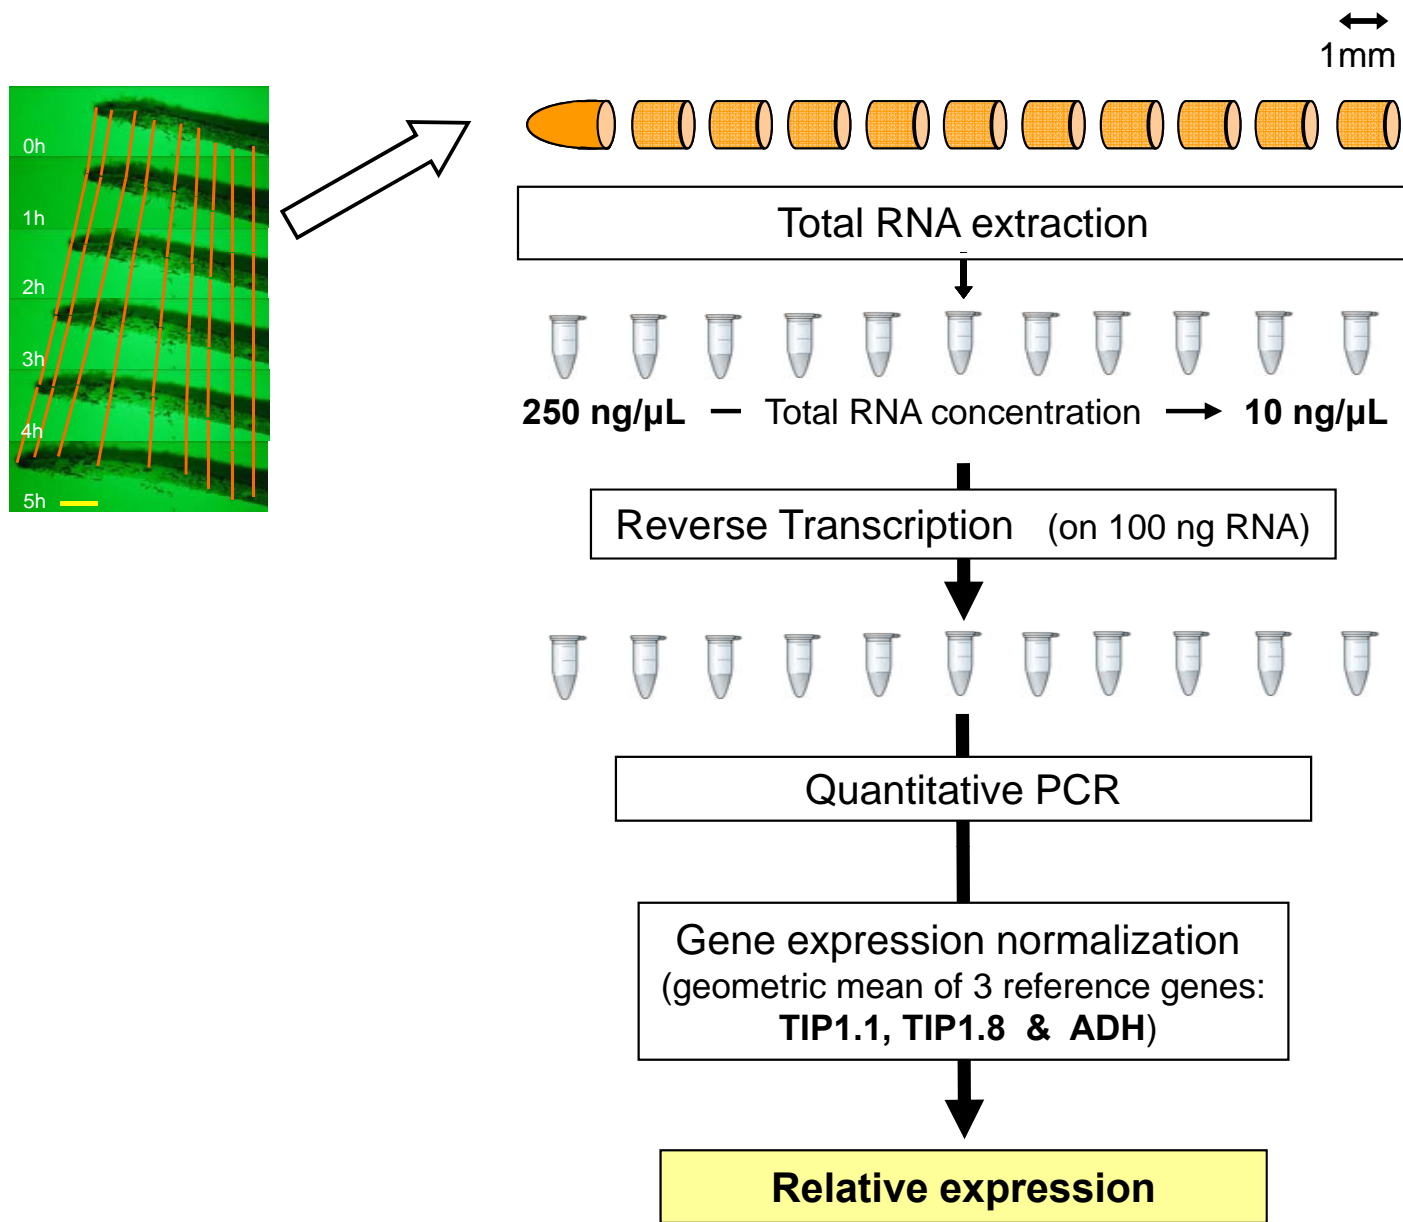 1mm
0h
1h
2h
3h
4h
5h
Total RNA extraction
250 ng/µL — Total RNA concentration → 10 ng/µL
Reverse Transcription (on 100 ng RNA)
Quantitative PCR
Gene expression normalization
(geometric mean of 3 reference genes:
TIP1.1, TIP1.8 & ADH)
Relative expression